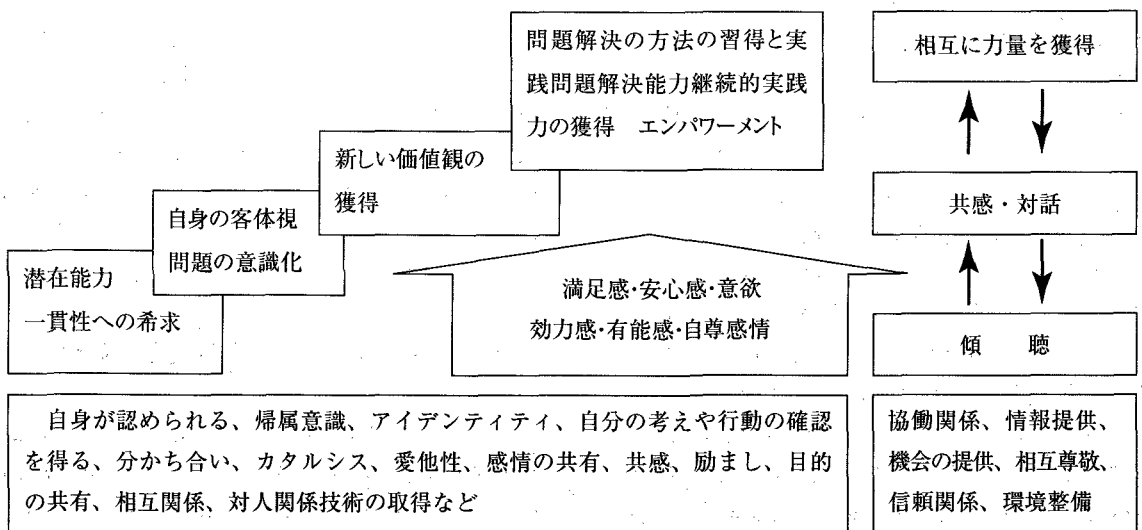 問題解決の方法の習得と実
践問題解決能力継続的実践
力の獲得　エンパワーメント
新しい価値観の
獲得
自身の客体視
問題の意識化
潜在能力
一貫性への希求
満足感・安心感・意欲
効力感・有能感・自尊感情
自身が認められる、帰属意識、アイデンティティ、自分の考えや行動の確認
を得る、分かち合い、カタルシス、愛他性、感情の共有、共感、励まし、目的
の共有、相互関係、対人関係技術の取得など
相互に力量を獲得
共感・対話
傾　聴
協働関係、情報提供、
機会の提供、相互尊敬、
信頼関係、環境整備